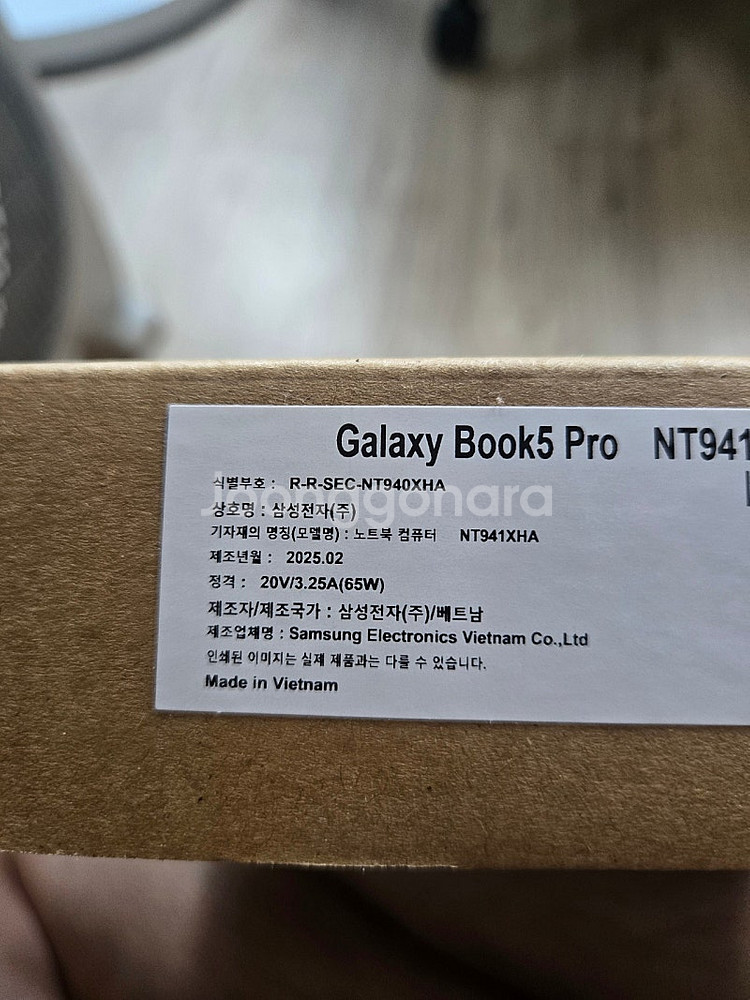 Galaxy Book5 Pro NT941
식별부호 : R-R-SEC-NT940XHA
Joonggonara
상호명 : 삼성전자(주)
기자재의 명칭(모델명) : 노트북 컴퓨터 NT941XHA
제조년월 : 2025.02
정격 : 20V/3.25A(65W)
제조자/제조국가 : 삼성전자(주)/베트남
제조업체명 : Samsung Electronics Vietnam Co.,Ltd
인쇄된 이미지는 실제 제품과는 다를 수 있습니다.
Made in Vietnam